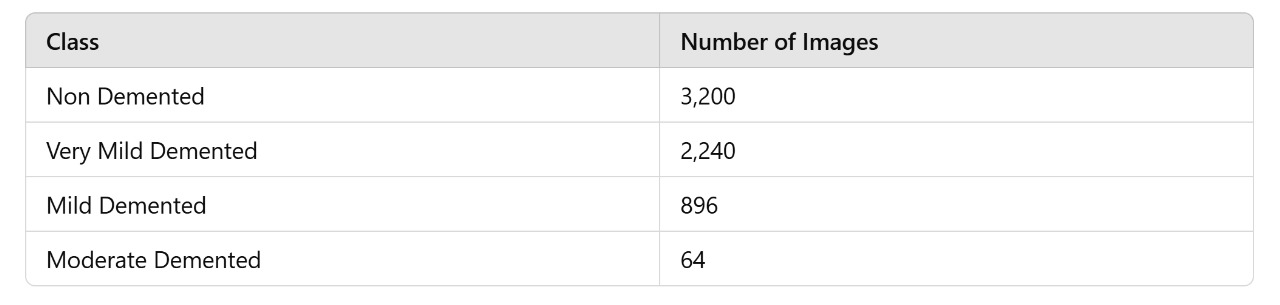 Class Number of Images
Non Demented 3,200
Very Mild Demented 2,240
Mild Demented 896
Moderate Demented 64